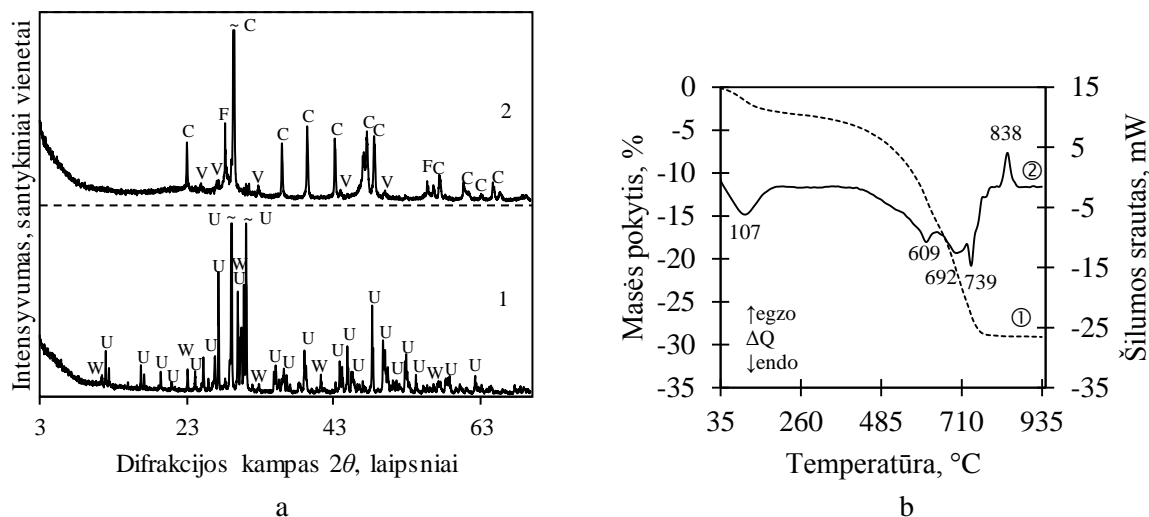 Intensyvumas, santykiniai vienetai
~ C
C
V
V
F
V
C
C
C
V
C
C
V
F
C
C
C
C
2
U
~
~
U
W
U
U
U
W
U
U
U
W
U
U
U
W
U
U
U
W
U
U
U
U
U
U
U
W
U
U
1
3
23
43
63
Difrakcijos kampas 2θ, laipsniai
a
Masės pokytis, %
0
-5
-10
-15
-20
-25
-30
-35
107
609
692
739
838
②
①
↑egzo
ΔQ
↓endo
15
5
-5
-15
-25
-35
Šilumos srautas, mW
35
260
485
710
935
Temperatūra, °C
b